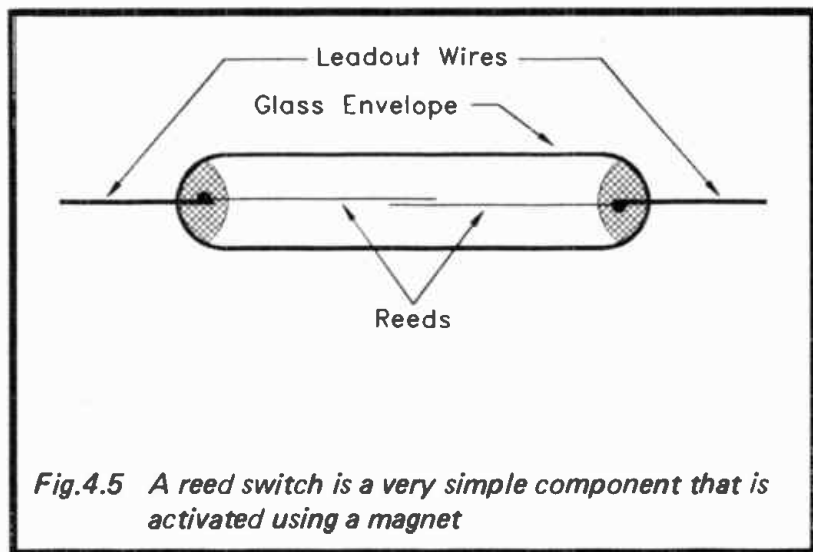 Leadout Wires
Glass Envelope
Reeds
Fig.4.5 A reed switch is a very simple component that is
activated using a magnet